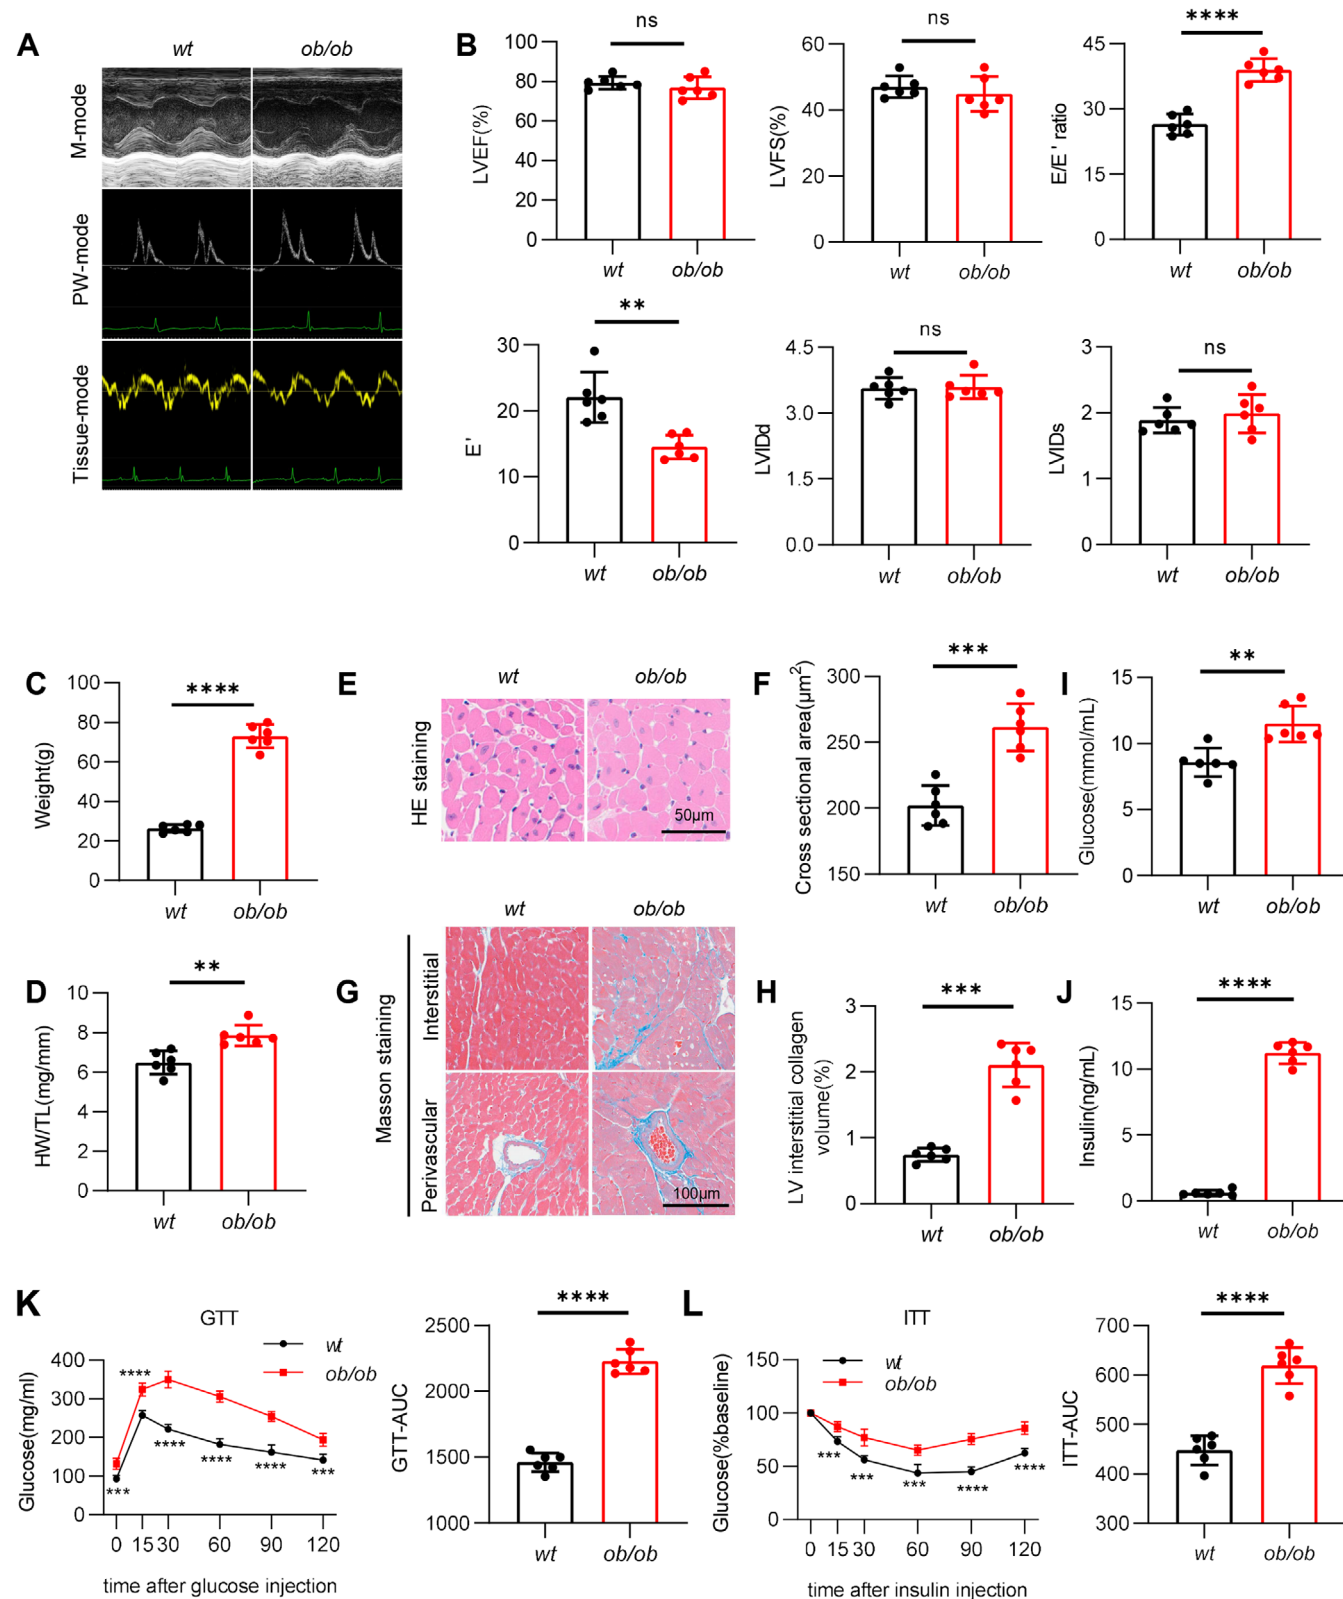 A
wt
ob/ob
M-mode
PW-mode
Tissue-mode
B
ns
100
80
60
40
20
0
LVEF(%)
wt
ob/ob
ns
60
40
20
0
LVFS(%)
wt
ob/ob
****
45
30
15
0
E/E ' ratio
wt
ob/ob
**
30
20
10
0
E'
wt
ob/ob
ns
4.5
3.0
1.5
0.0
LVIDd
wt
ob/ob
ns
3
2
1
0
LVIDs
wt
ob/ob
C
****
100
80
60
40
20
0
Weight(g)
wt
ob/ob
D
**
10
8
6
4
2
0
HW/TL(mg/mm)
wt
ob/ob
E
wt
ob/ob
HE staining
50μm
F
***
300
250
200
150
Cross sectional area(μm²)
wt
ob/ob
G
wt
ob/ob
Masson staining
Interstitial
Perivascular
100μm
H
***
3
2
1
0
LV interstitial collagen
volume(%)
wt
ob/ob
I
**
15
10
5
0
Glucose(mmol/mL)
wt
ob/ob
J
****
15
10
5
0
Insulin(ng/mL)
wt
ob/ob
K
GTT
wt
ob/ob
400
300
200
100
0
Glucose(mg/ml)
****
***
****
****
****
***
0 15 30 60 90 120
time after glucose injection
****
2500
2000
1500
1000
GTT-AUC
wt
ob/ob
L
ITT
wt
ob/ob
150
100
50
0
Glucose(%baseline)
***
***
***
****
****
0 15 30 60 90 120
time after insulin injection
****
700
600
500
400
300
ITT-AUC
wt
ob/ob